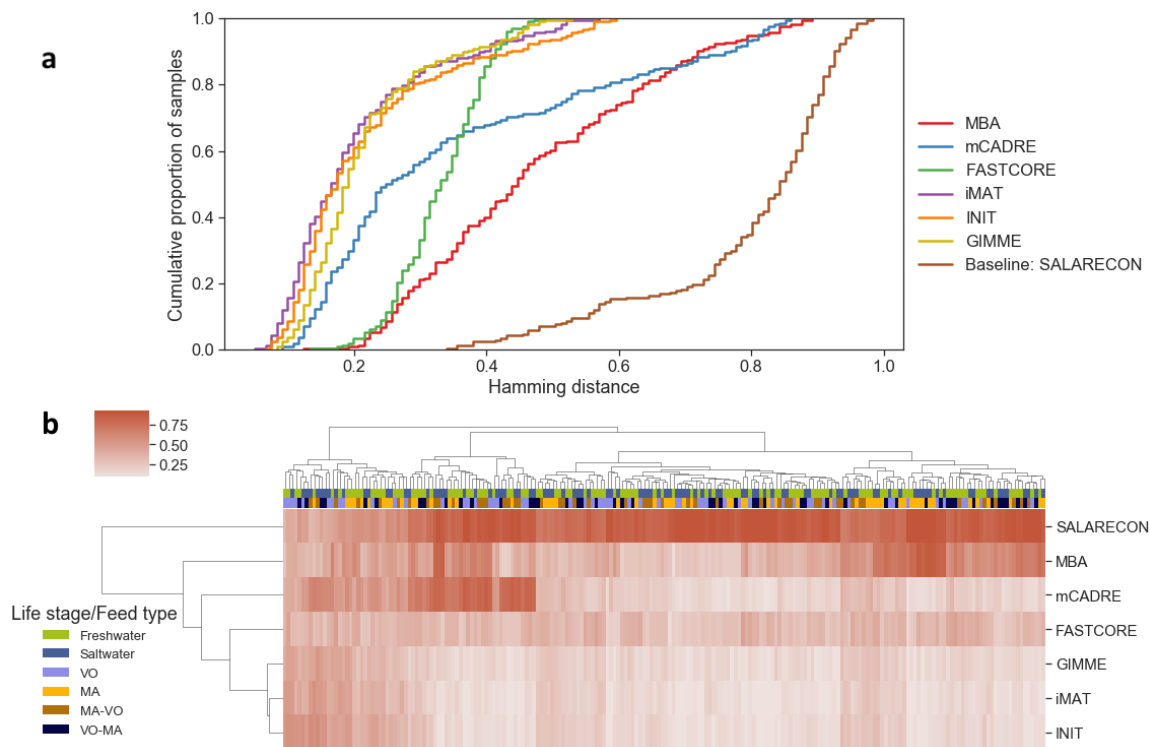 a
1.0
0.8
0.6
0.4
0.2
0.0
Cumulative proportion of samples
0.2 0.4 0.6 0.8 1.0
Hamming distance
MBA
mCADRE
FASTCORE
iMAT
INIT
GIMME
Baseline: SALARECON
b
0.75
0.50
0.25
SALARECON
MBA
mCADRE
FASTCORE
GIMME
iMAT
INIT
Life stage/Feed type
Freshwater
Saltwater
VO
MA
MA-VO
VO-MA